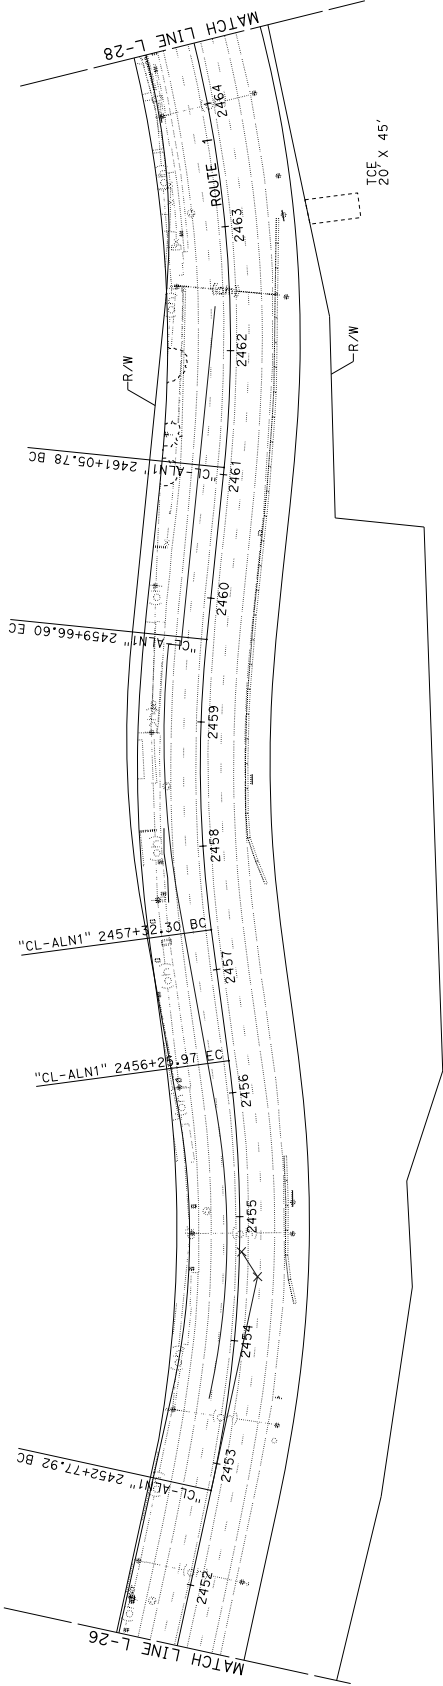 MATCH LINE L-28
2464
ROUTE 1
TCE
20' X 45'
2463
2462
R/W
R/W
"CL-ALN1" 2461+05.78 BC
2461
2460
"CL-ALN1" 2459+66.60 EC
2459
2458
"CL-ALN1" 2457+32.30 BC
2457
"CL-ALN1" 2456+25.97 EC
2456
2455
2454
2453
"CL-ALN1" 2452+77.92 BC
2452
MATCH LINE L-26